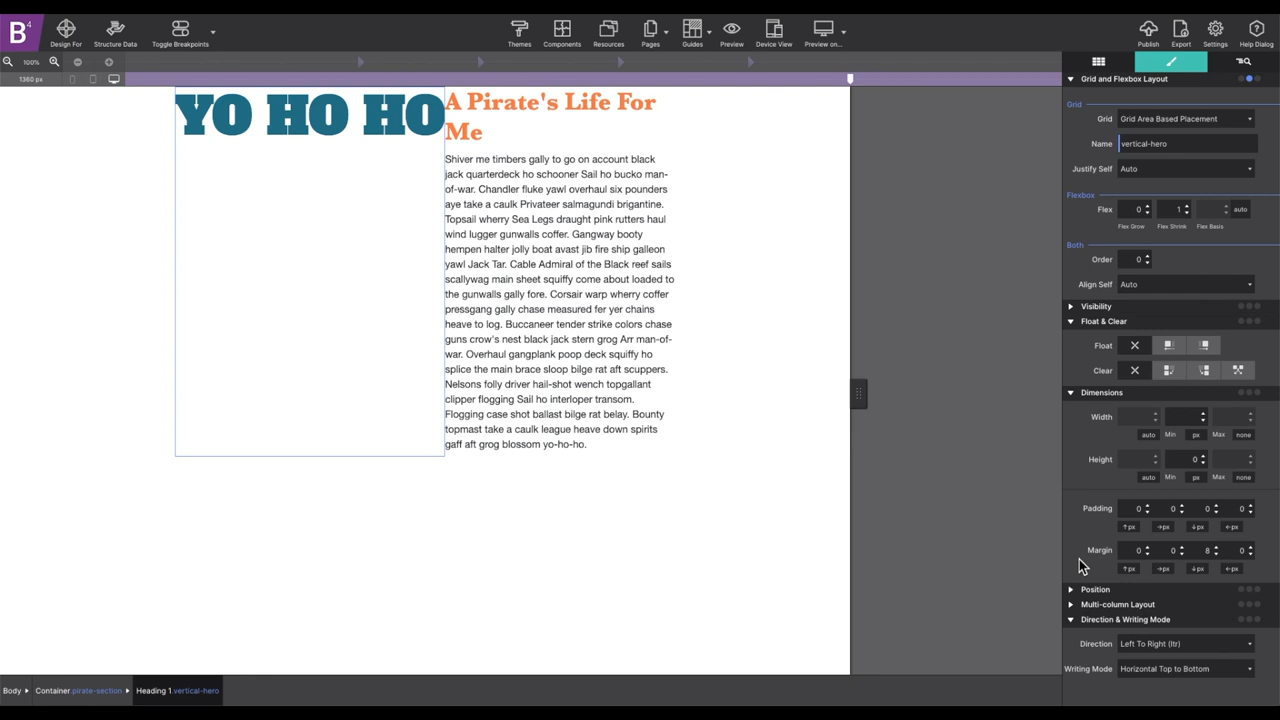 B4
Design For
Structure Data
Toggle Breakpoints
Themes
Components
Resources
Pages
Guides
Preview
Device View
Preview on...
Publish
Export
Settings
Help Dialog
100%
1360 px
YO HO HO
A Pirate's Life For
Me
Shiver me timbers gally to go on account black
jack quarterdeck ho schooner Sail ho bucko man-
of-war. Chandler fluke yawl overhaul six pounders
aye take a caulk Privateer salmagundi brigantine.
Topsail wherry Sea Legs draught pink rutters haul
wind lugger gunwalls coffer. Gangway booty
hempen halter jolly boat avast jib fire ship galleon
yawl Jack Tar. Cable Admiral of the Black reef sails
scallywag main sheet squiffy come about loaded to
the gunwalls gally fore. Corsair warp wherry coffer
pressgang gally chase measured fer yer chains
heave to log. Buccaneer tender strike colors chase
guns crow's nest black jack stern grog Arr man-of-
war. Overhaul gangplank poop deck squiffy ho
splice the main brace sloop bilge rat aft scuppers.
Nelsons folly driver hail-shot wench topgallant
clipper flogging Sail ho interloper transom.
Flogging case shot ballast bilge rat belay. Bounty
topmast take a caulk league heave down spirits
gaff aft grog blossom yo-ho-ho.
Grid and Flexbox Layout
Grid
Grid Grid Area Based Placement
Name vertical-hero
Justify Self Auto
Flexbox
Flex 0 1 auto
Flex Grow Flex Shrink Flex Basis
Both
Order 0
Align Self Auto
Visibility
Float & Clear
Float
Clear
Dimensions
Width
auto Min px Max none
Height 0
auto Min px Max none
Padding 0 0 0 0
↑px →px ↓px ←px
Margin 0 0 8 0
↑px →px ↓px ←px
Position
Multi-column Layout
Direction & Writing Mode
Direction Left To Right (ltr)
Writing Mode Horizontal Top to Bottom
Body Container.pirate-section Heading 1.vertical-hero